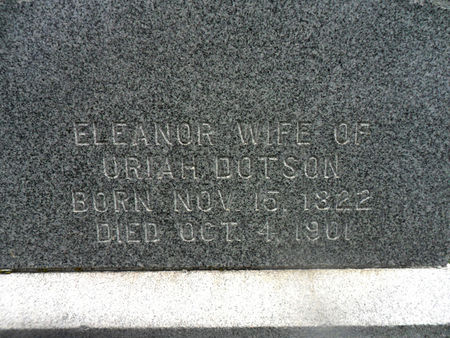 ELEANOR WIFE OF
URIAH DOTSON
BORN NOV. 15, 1822
DIED OCT. 4, 1901